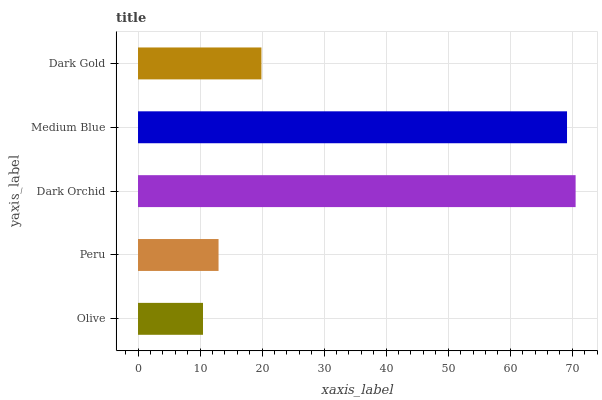 title
yaxis_label
Dark Gold
Medium Blue
Dark Orchid
Peru
Olive
0 10 20 30 40 50 60 70
xaxis_label